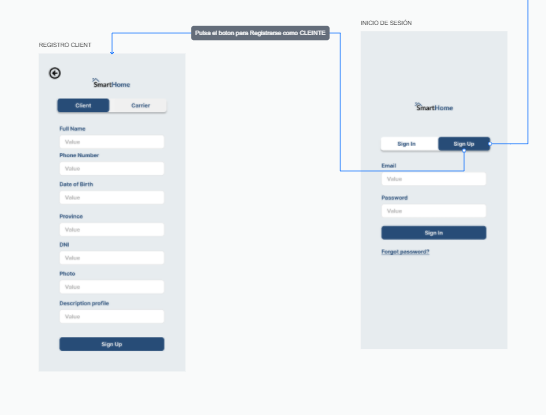 Pulsa el boton para Registrarse como CLEINTE
REGISTRO CLIENT
SmartHome
Client
Carrier
Full Name
Value
Phone Number
Value
Date of Birth
Value
Province
Value
DNI
Value
Photo
Value
Description profile
Value
Sign Up
INICIO DE SESIÓN
SmartHome
Sign In
Sign Up
Email
Value
Password
Value
Sign In
Forgot password?